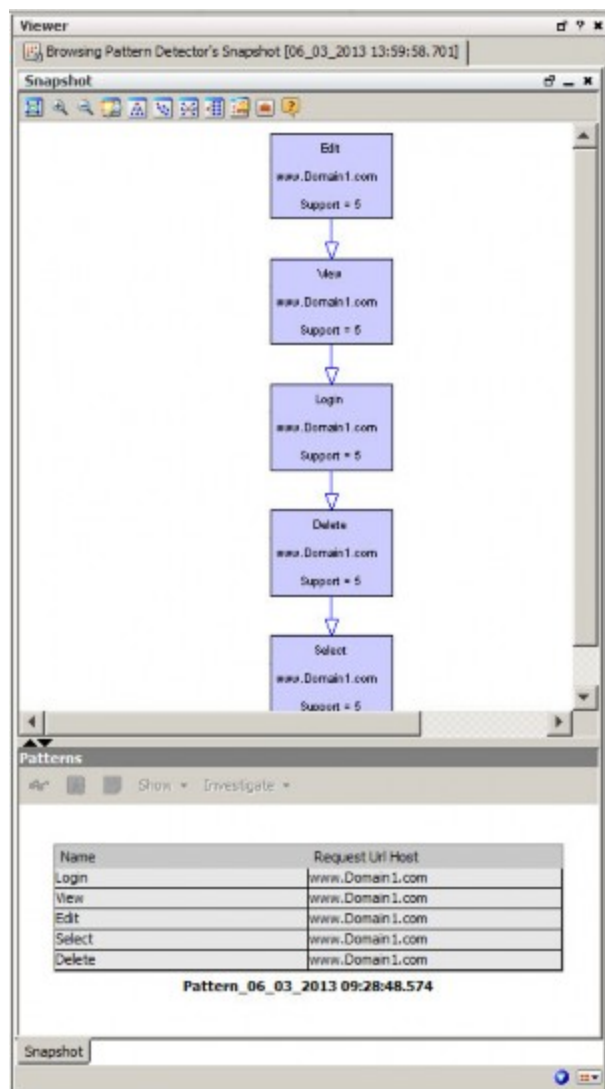 Viewer
Browsing Pattern Detector's Snapshot [06_03_2013 13:59:58.701]
Snapshot
Edit
www.Domain1.com
Support = 5
View
www.Domain1.com
Support = 5
Login
www.Domain1.com
Support = 5
Delete
www.Domain1.com
Support = 5
Select
www.Domain1.com
Support = 5
Patterns
Show Investigate
Name Request Url Host
Login www.Domain1.com
View www.Domain1.com
Edit www.Domain1.com
Select www.Domain1.com
Delete www.Domain1.com
Pattern_06_03_2013 09:28:48.574
Snapshot